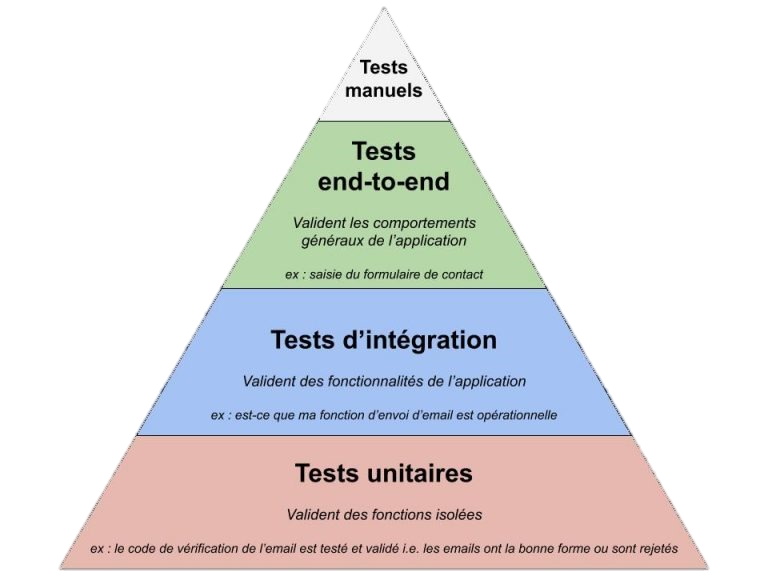 Tests
manuels
Tests
end-to-end
Valident les comportements
généraux de l'application
ex : saisie du formulaire de contact
Tests d'intégration
Valident des fonctionnalités de l'application
ex : est-ce que ma fonction d'envoi d'email est opérationnelle
Tests unitaires
Valident des fonctions isolées
ex : le code de vérification de l'email est testé et validé i.e. les emails ont la bonne forme ou sont rejetés